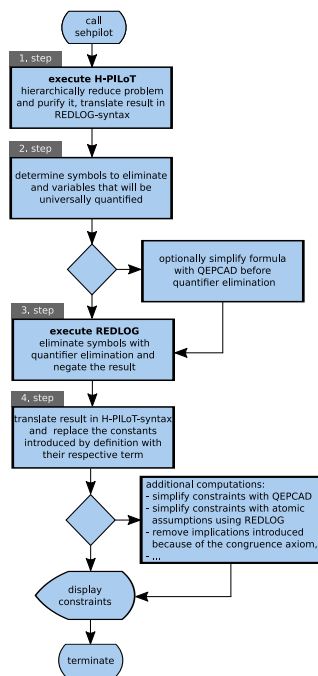 call
sehpilot
1. step
execute H-PILoT
hierarchically reduce problem
and purify it, translate result in
REDLOG-syntax
2. step
determine symbols to eliminate
and variables that will be
universally quantified
optionally simplify formula
with QEPCAD before
quantifier elimination
3. step
execute REDLOG
eliminate symbols with
quantifier elimination and
negate the result
4. step
translate result in H-PILoT-syntax
and replace the constants
introduced by definition with
their respective term
additional computations:
- simplify constraints with QEPCAD
- simplify constraints with atomic
assumptions using REDLOG
- remove implications introduced
because of the congruence axiom,
- ...
display
constraints
terminate